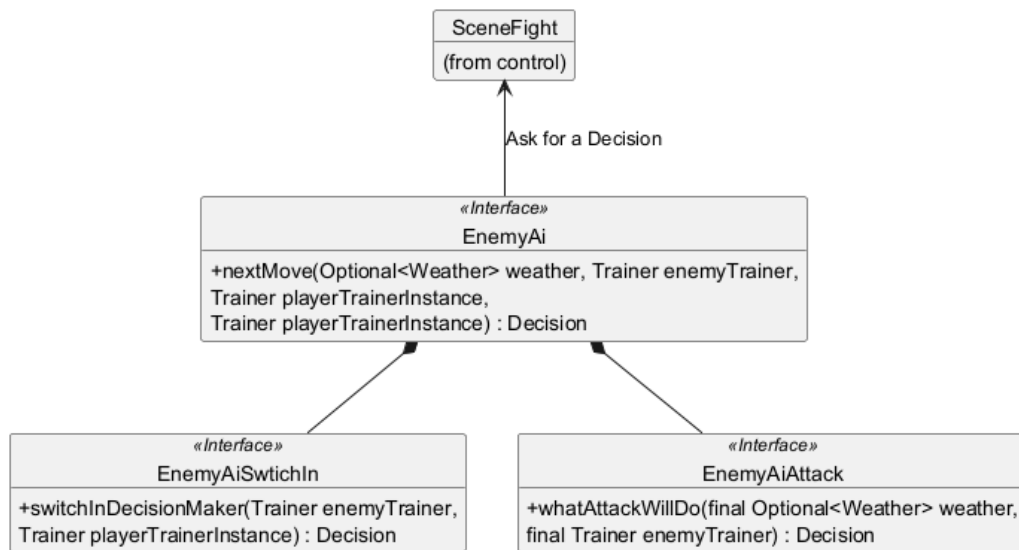 SceneFight
(from control)
Ask for a Decision
«Interface»
EnemyAi
+nextMove(Optional<Weather> weather, Trainer enemyTrainer,
Trainer playerTrainerInstance,
Trainer playerTrainerInstance) : Decision
«Interface»
EnemyAiSwtichIn
+switchInDecisionMaker(Trainer enemyTrainer,
Trainer playerTrainerInstance) : Decision
«Interface»
EnemyAiAttack
+whatAttackWillDo(final Optional<Weather> weather,
final Trainer enemyTrainer) : Decision